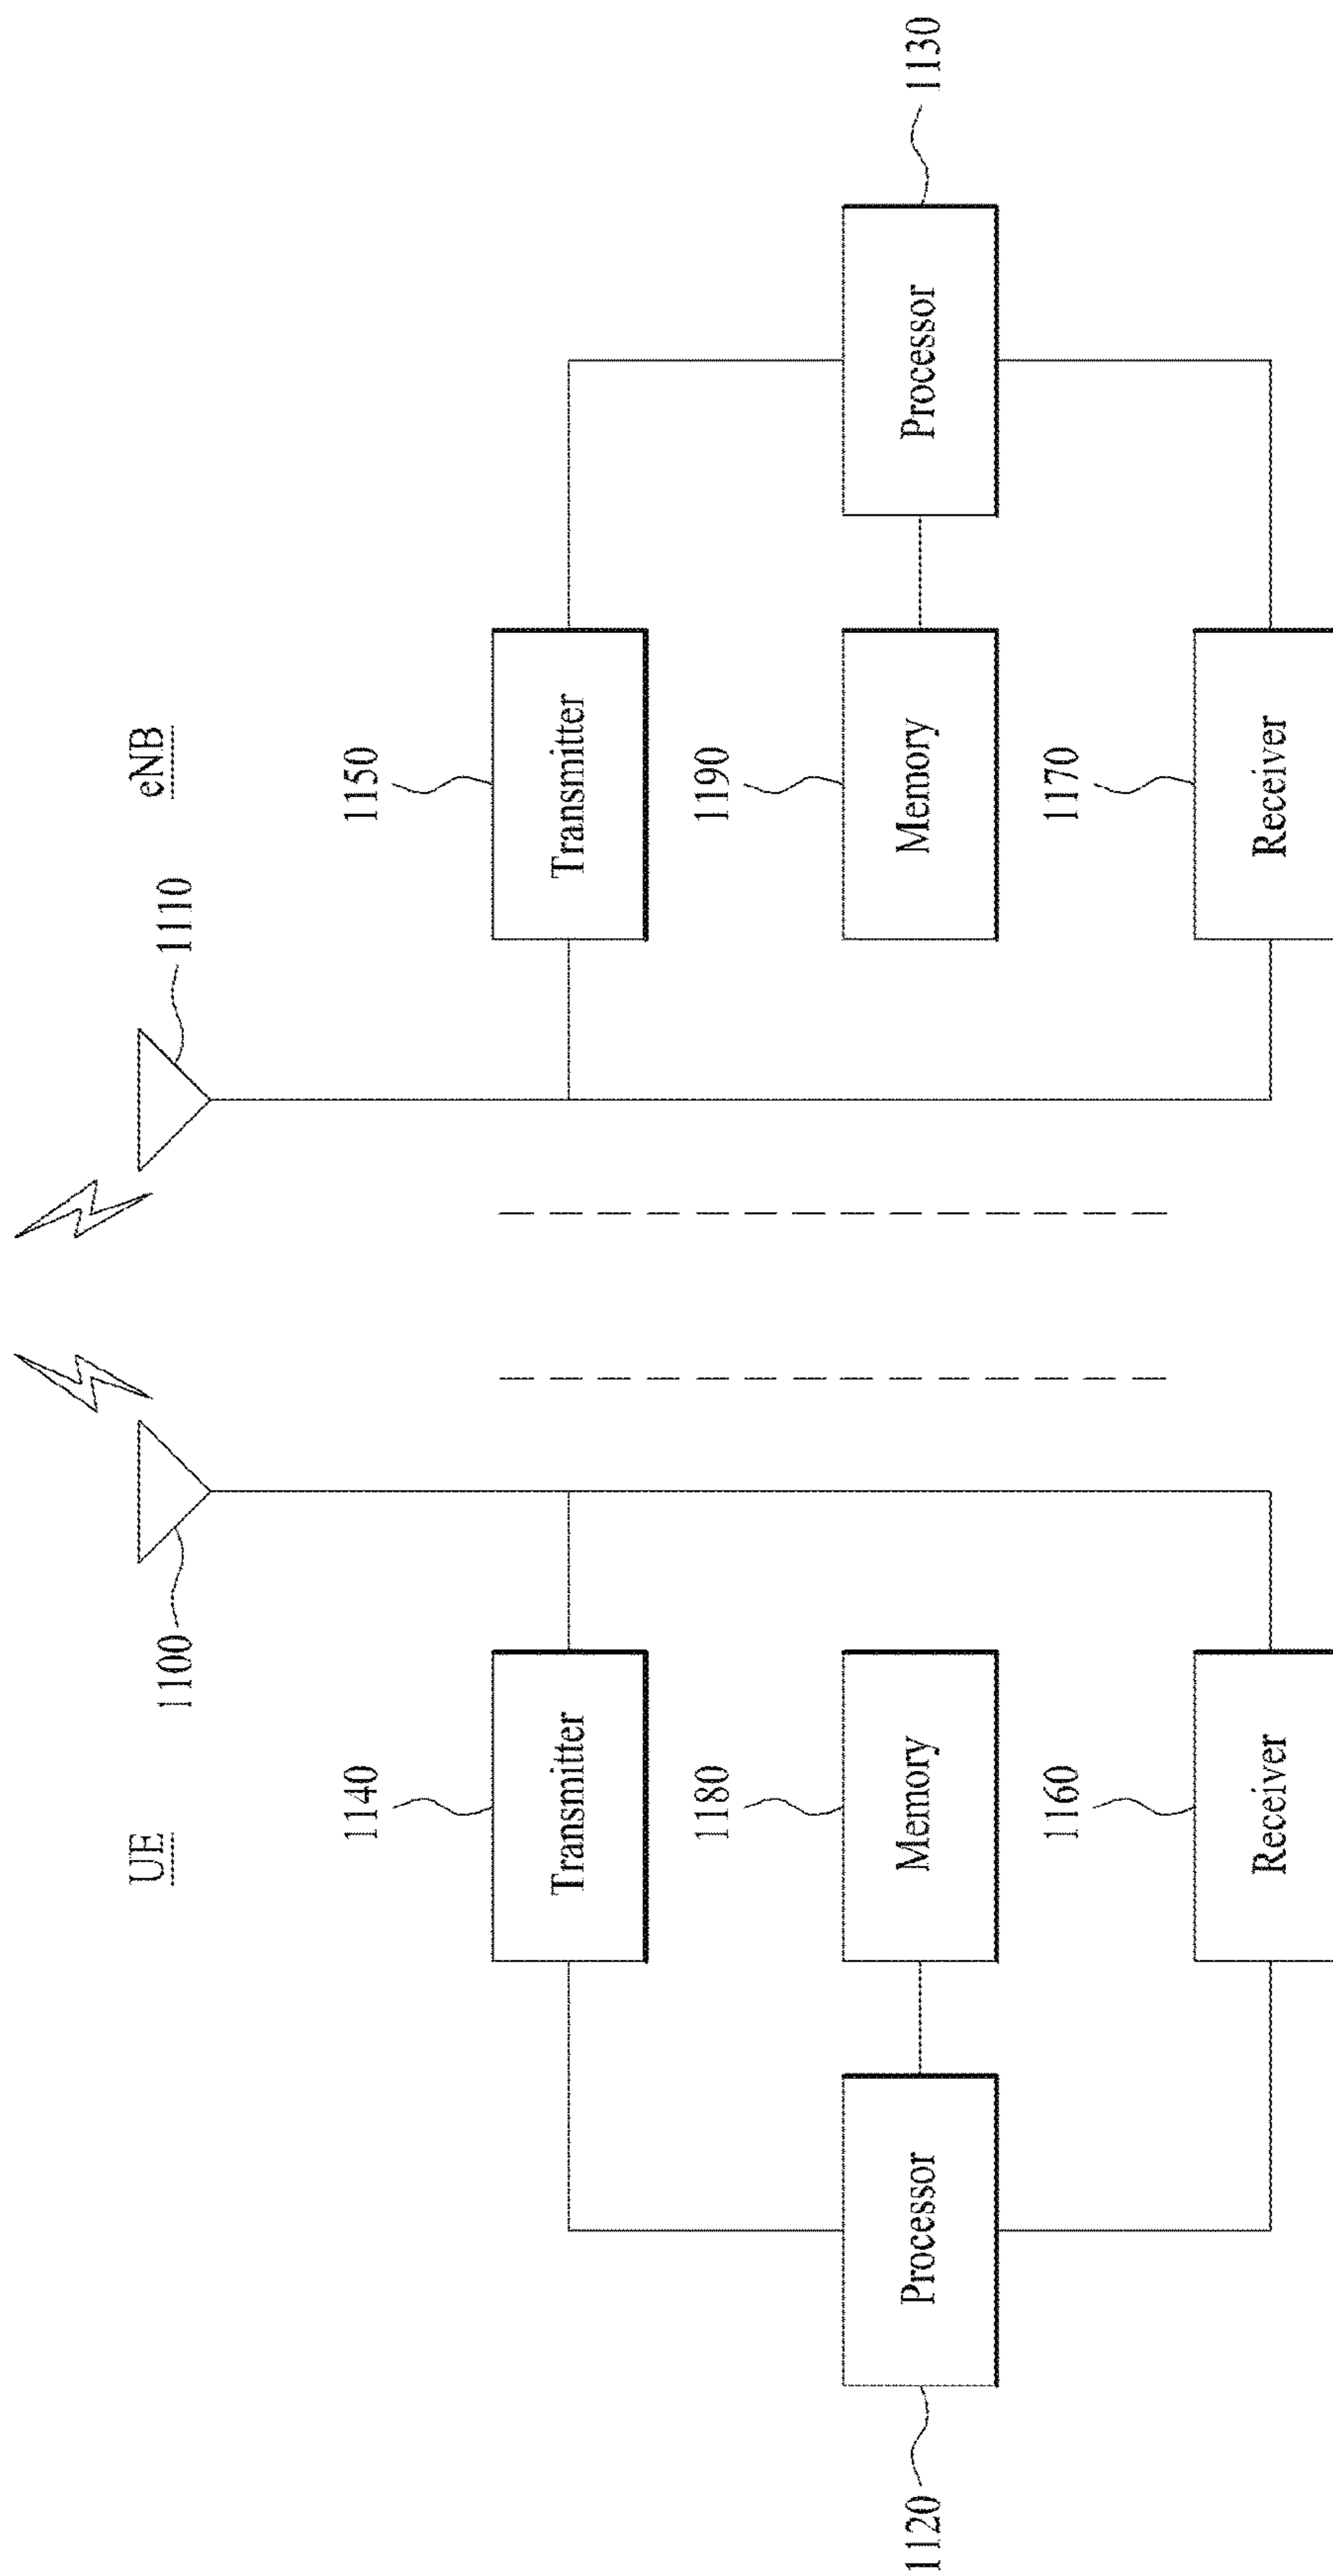 UE
eNB
1100
1110
1140
1150
Transmitter
Transmitter
1180
1190
1120
Processor
Memory
Memory
Processor
1130
1160
1170
Receiver
Receiver